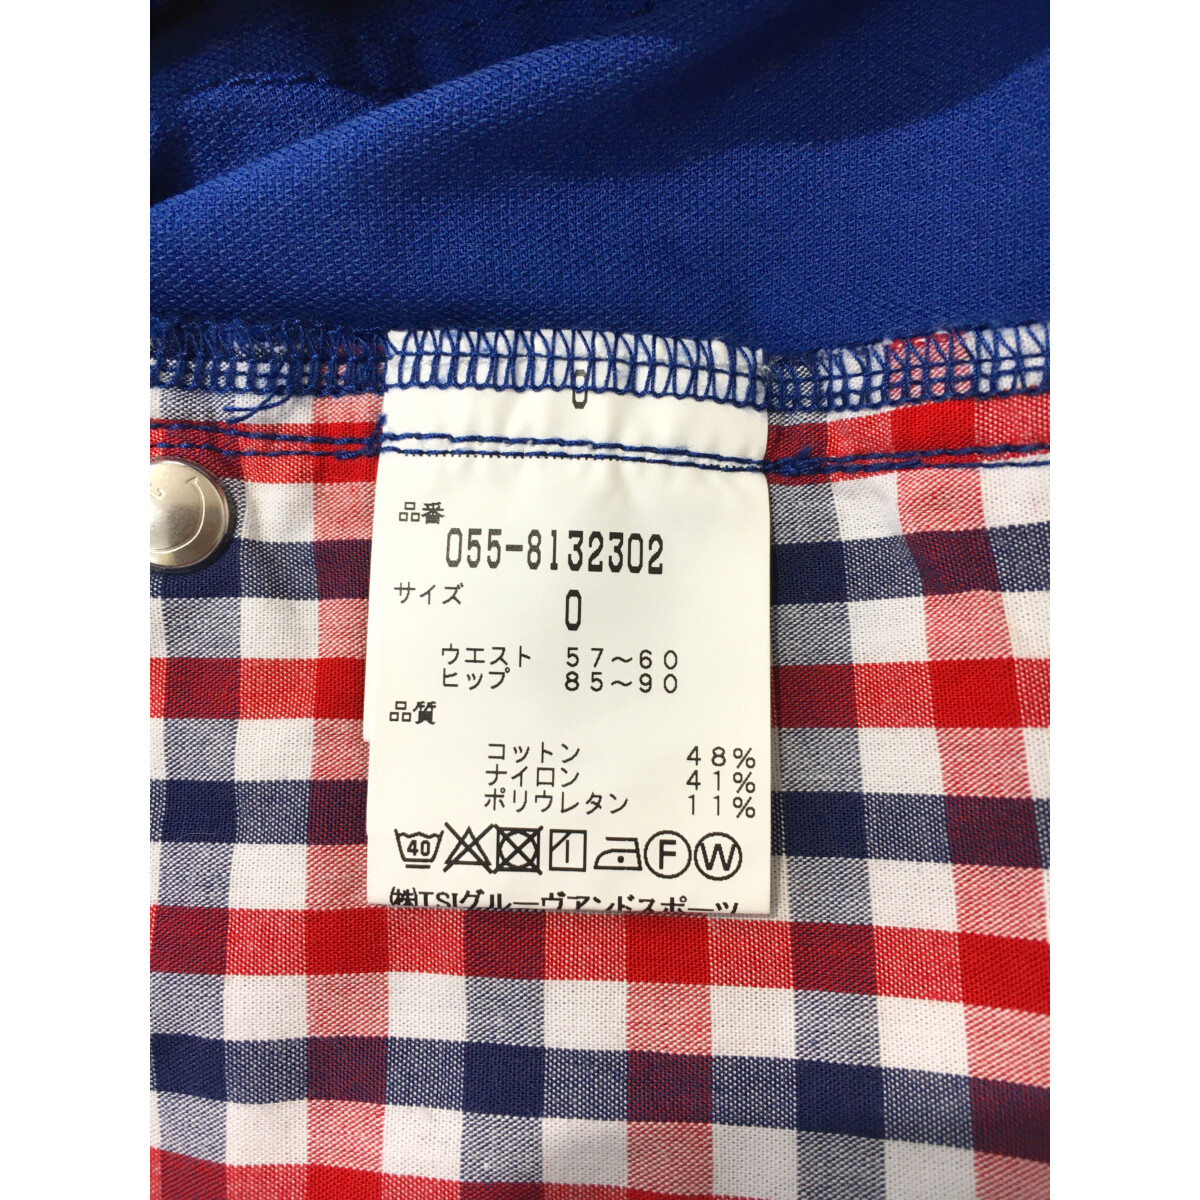 0
品番
055-8132302
サイズ
0
ウエスト 57～60
ヒップ 85～90
品質
コットン 48%
ナイロン 41%
ポリウレタン 11%
40 F W
㈱TSIグルーヴアンドスポーツ